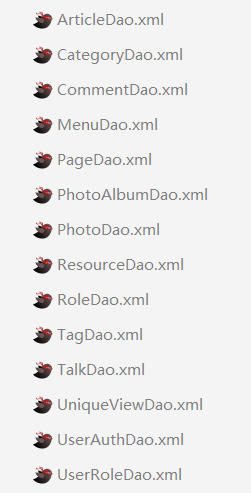 ArticleDao.xml
CategoryDao.xml
CommentDao.xml
MenuDao.xml
PageDao.xml
PhotoAlbumDao.xml
PhotoDao.xml
ResourceDao.xml
RoleDao.xml
TagDao.xml
TalkDao.xml
UniqueViewDao.xml
UserAuthDao.xml
UserRoleDao.xml